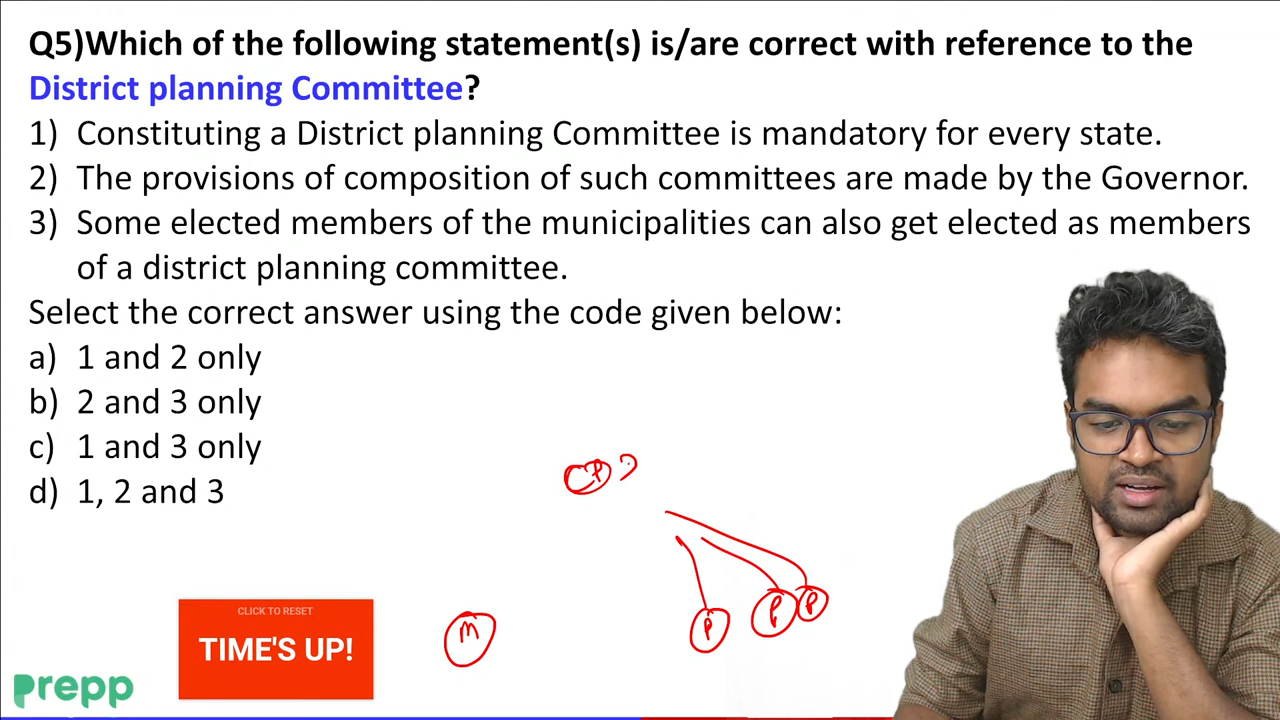 Q5)Which of the following statement(s) is/are correct with reference to the
District planning Committee?
1) Constituting a District planning Committee is mandatory for every state.
2) The provisions of composition of such committees are made by the Governor.
3) Some elected members of the municipalities can also get elected as members
of a district planning committee.
Select the correct answer using the code given below:
a) 1 and 2 only
b) 2 and 3 only
c) 1 and 3 only
d) 1, 2 and 3
CLICK TO RESET
TIME'S UP!
M
P
P
P
prepp